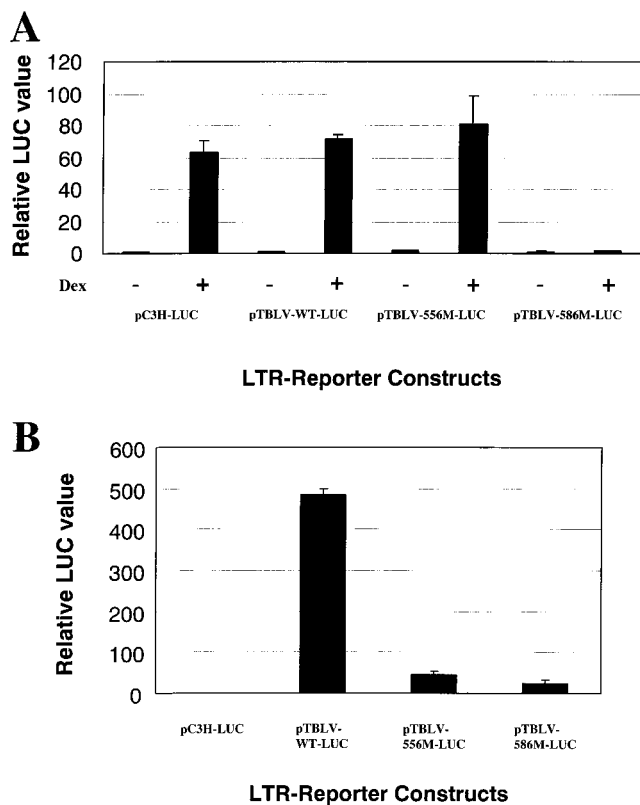 A
Relative LUC value
120
100
80
60
40
20
0
Dex - + - + - + - +
pC3H-LUC pTBLV-WT-LUC pTBLV-556M-LUC pTBLV-586M-LUC
LTR-Reporter Constructs
B
Relative LUC value
600
500
400
300
200
100
0
pC3H-LUC pTBLV- pTBLV- pTBLV-
WT-LUC 556M-LUC 586M-LUC
LTR-Reporter Constructs